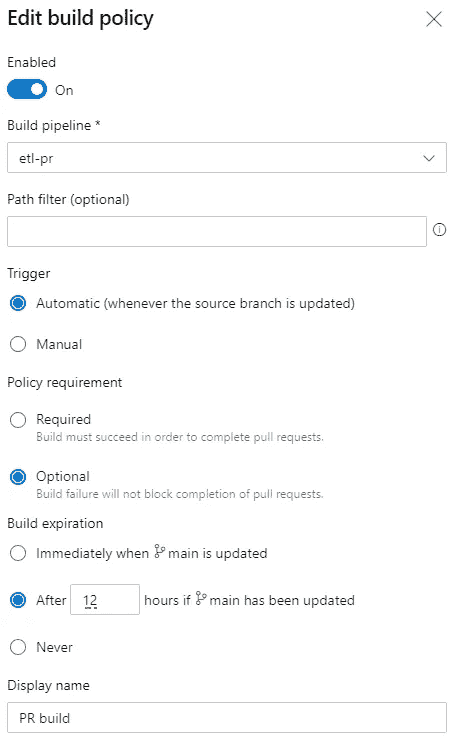 Edit build policy
Enabled
On
Build pipeline *
etl-pr
Path filter (optional)
Trigger
Automatic (whenever the source branch is updated)
Manual
Policy requirement
Required
Build must succeed in order to complete pull requests.
Optional
Build failure will not block completion of pull requests.
Build expiration
Immediately when main is updated
After 12 hours if main has been updated
Never
Display name
PR build